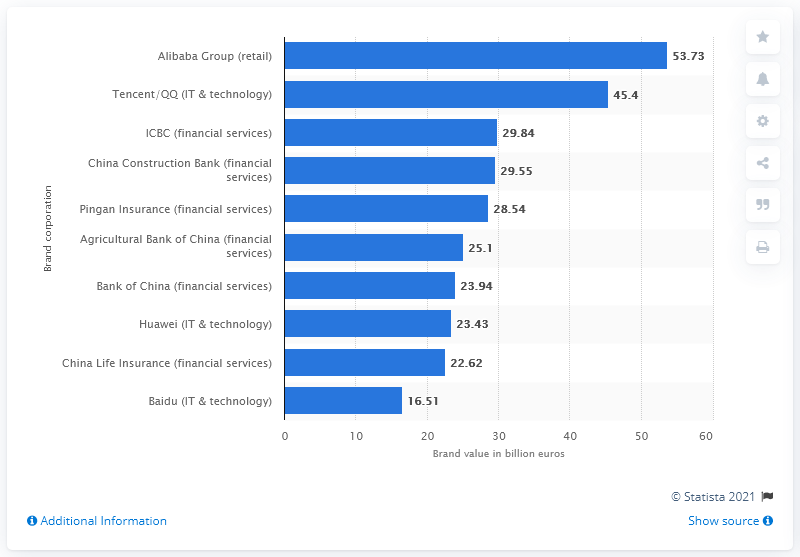 Alibaba Group (retail)
53.73
Tencent/QQ (IT & technology)
45.4
ICBC (financial services)
29.84
China Construction Bank (financial
services)
29.55
Pingan Insurance (financial services)
28.54
Agricultural Bank of China (financial
services)
25.1
Bank of China (financial services)
23.94
Huawei (IT & technology)
23.43
China Life Insurance (financial services)
22.62
Baidu (IT & technology)
16.51
Brand corporation
0 10 20 30 40 50 60
Brand value in billion euros
© Statista 2021
Additional Information
Show source